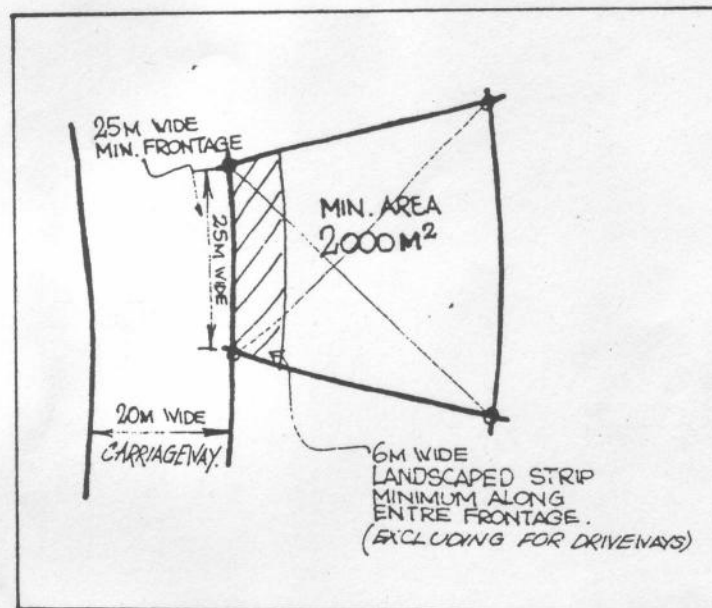 25M WIDE
MIN. FRONTAGE
25M WIDE
MIN. AREA
2000M²
20M WIDE
CARRIAGEWAY.
6M WIDE
LANDSCAPED STRIP
MINIMUM ALONG
ENTRE FRONTAGE.
(EXCLUDING FOR DRIVEWAYS)